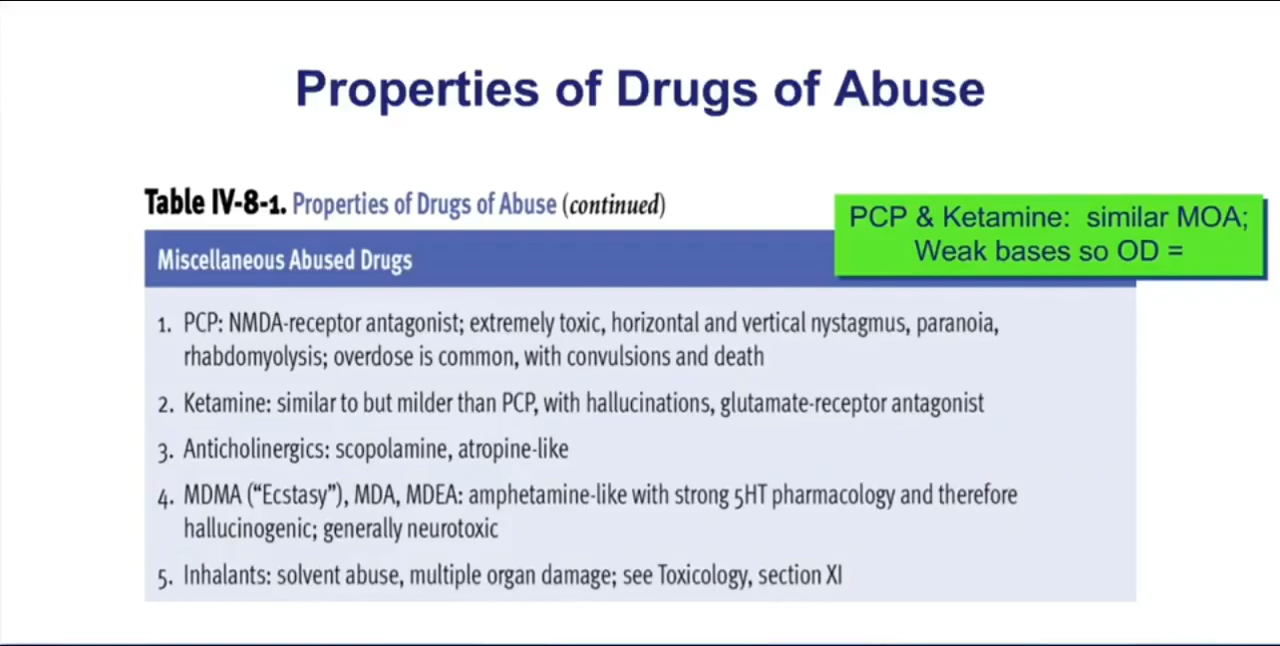 Properties of Drugs of Abuse
Table IV-8-1. Properties of Drugs of Abuse (continued)
PCP & Ketamine: similar MOA;
Weak bases so OD =
Miscellaneous Abused Drugs
1. PCP: NMDA-receptor antagonist; extremely toxic, horizontal and vertical nystagmus, paranoia,
rhabdomyolysis; overdose is common, with convulsions and death
2. Ketamine: similar to but milder than PCP, with hallucinations, glutamate-receptor antagonist
3. Anticholinergics: scopolamine, atropine-like
4. MDMA (“Ecstasy”), MDA, MDEA: amphetamine-like with strong 5HT pharmacology and therefore
hallucinogenic; generally neurotoxic
5. Inhalants: solvent abuse, multiple organ damage; see Toxicology, section XI